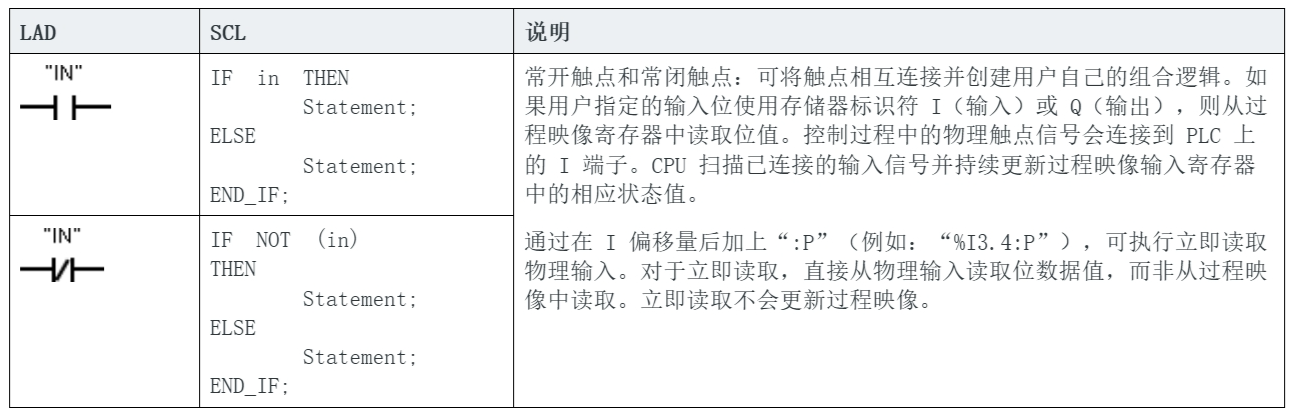 LAD SCL 说明
"IN"
IF in THEN
Statement;
ELSE
Statement;
END_IF;
常开触点和常闭触点：可将触点相互连接并创建用户自己的组合逻辑。如
果用户指定的输入位使用存储器标识符 I（输入）或 Q（输出），则从过
程映像寄存器中读取位值。控制过程中的物理触点信号会连接到 PLC 上
的 I 端子。CPU 扫描已连接的输入信号并持续更新过程映像输入寄存器
中的相应状态值。
"IN"
IF NOT (in)
THEN
Statement;
ELSE
Statement;
END_IF;
通过在 I 偏移量后加上“:P”（例如：“%I3.4:P”），可执行立即读取
物理输入。对于立即读取，直接从物理输入读取位数据值，而非从过程映
像中读取。立即读取不会更新过程映像。